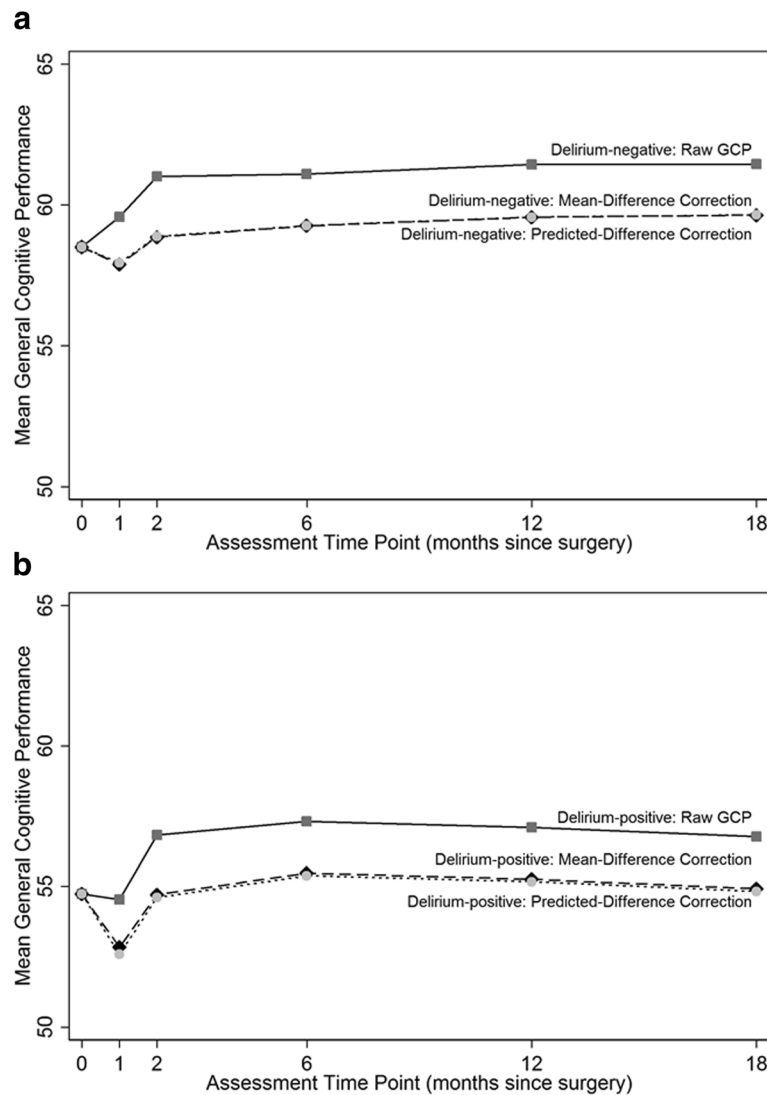 a
65
60
55
50
Mean General Cognitive Performance
Delirium-negative: Raw GCP
Delirium-negative: Mean-Difference Correction
Delirium-negative: Predicted-Difference Correction
0 1 2 6 12 18
Assessment Time Point (months since surgery)
b
65
60
55
50
Mean General Cognitive Performance
Delirium-positive: Raw GCP
Delirium-positive: Mean-Difference Correction
Delirium-positive: Predicted-Difference Correction
0 1 2 6 12 18
Assessment Time Point (months since surgery)